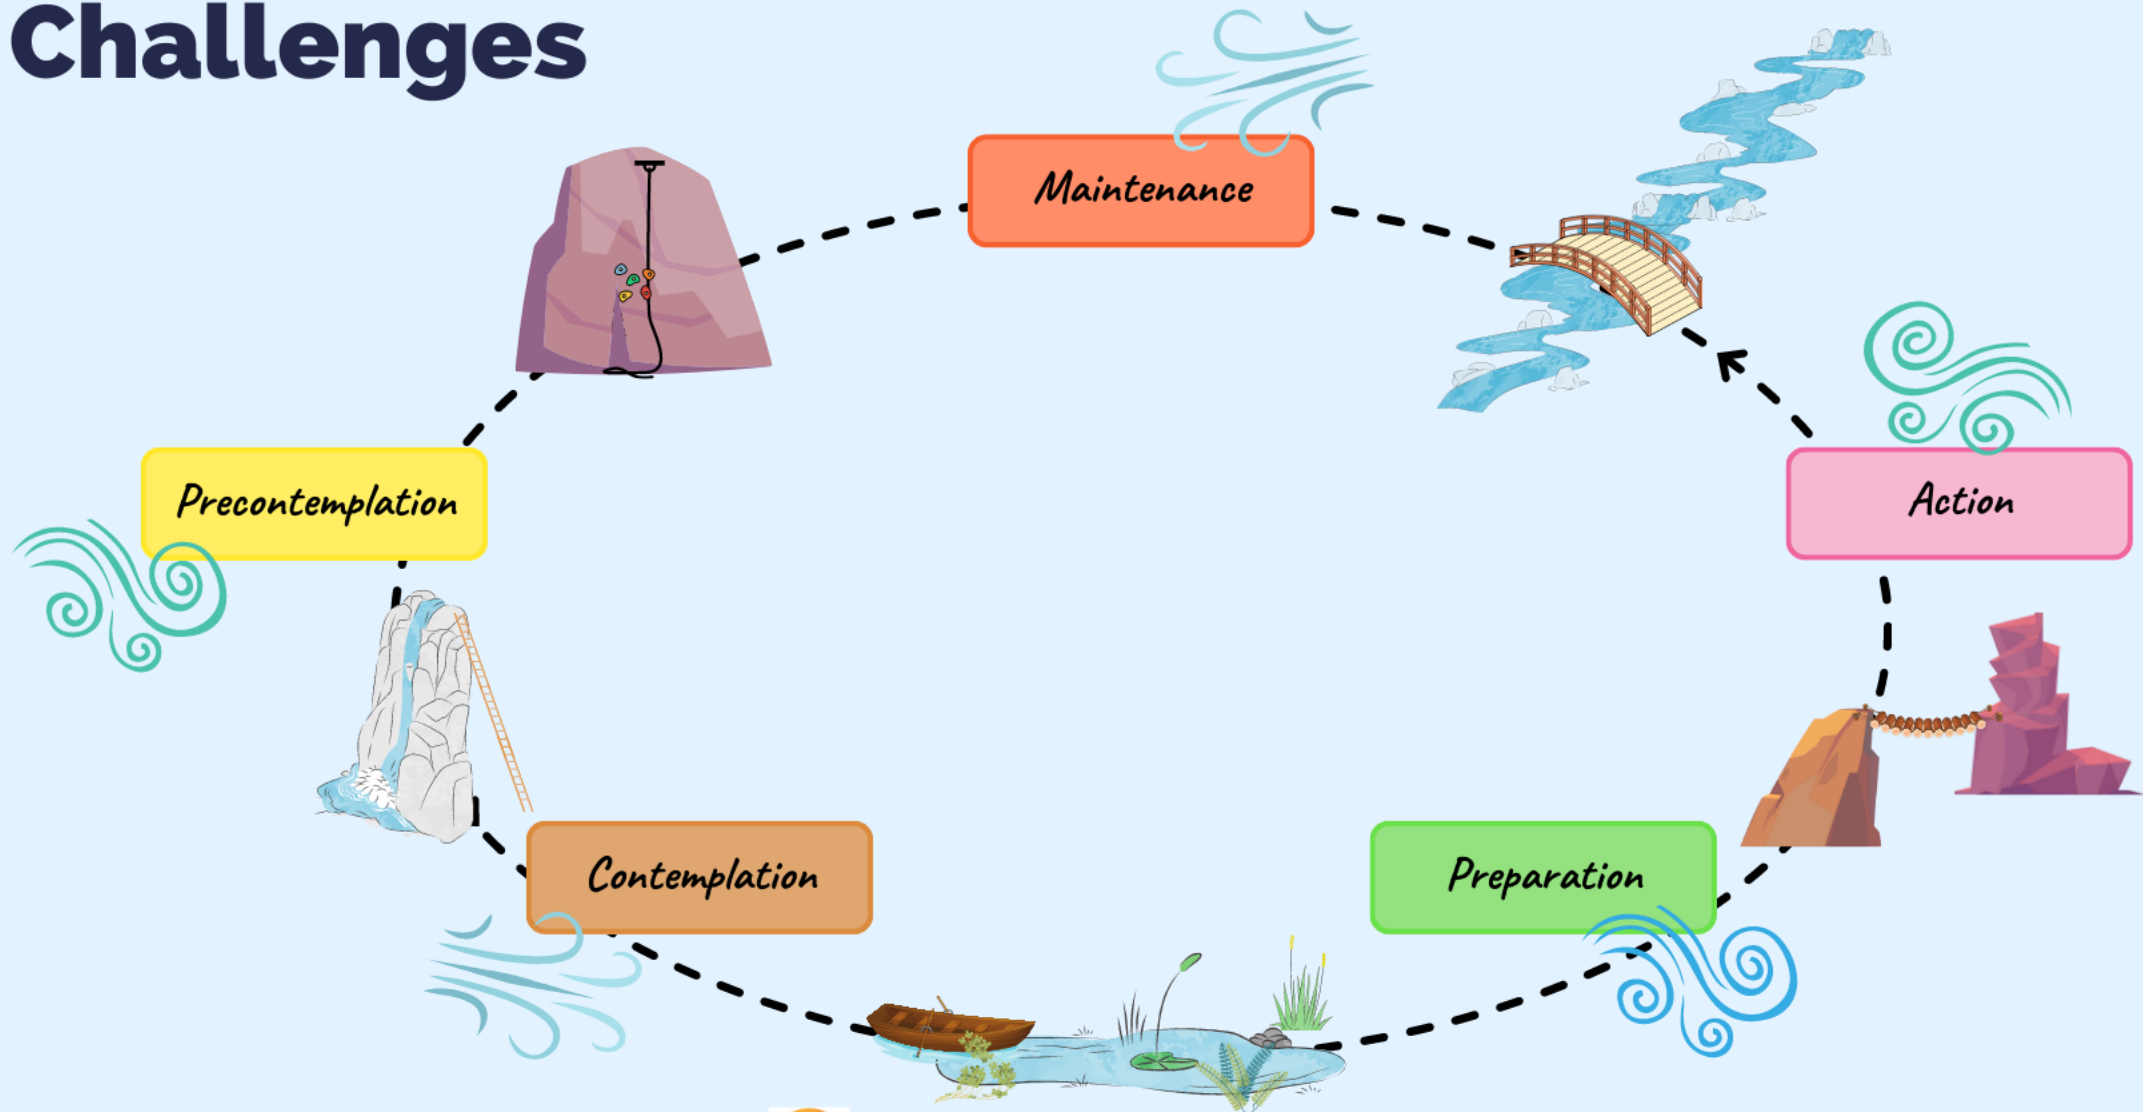 Challenges
Maintenance
Precontemplation
Action
Contemplation
Preparation